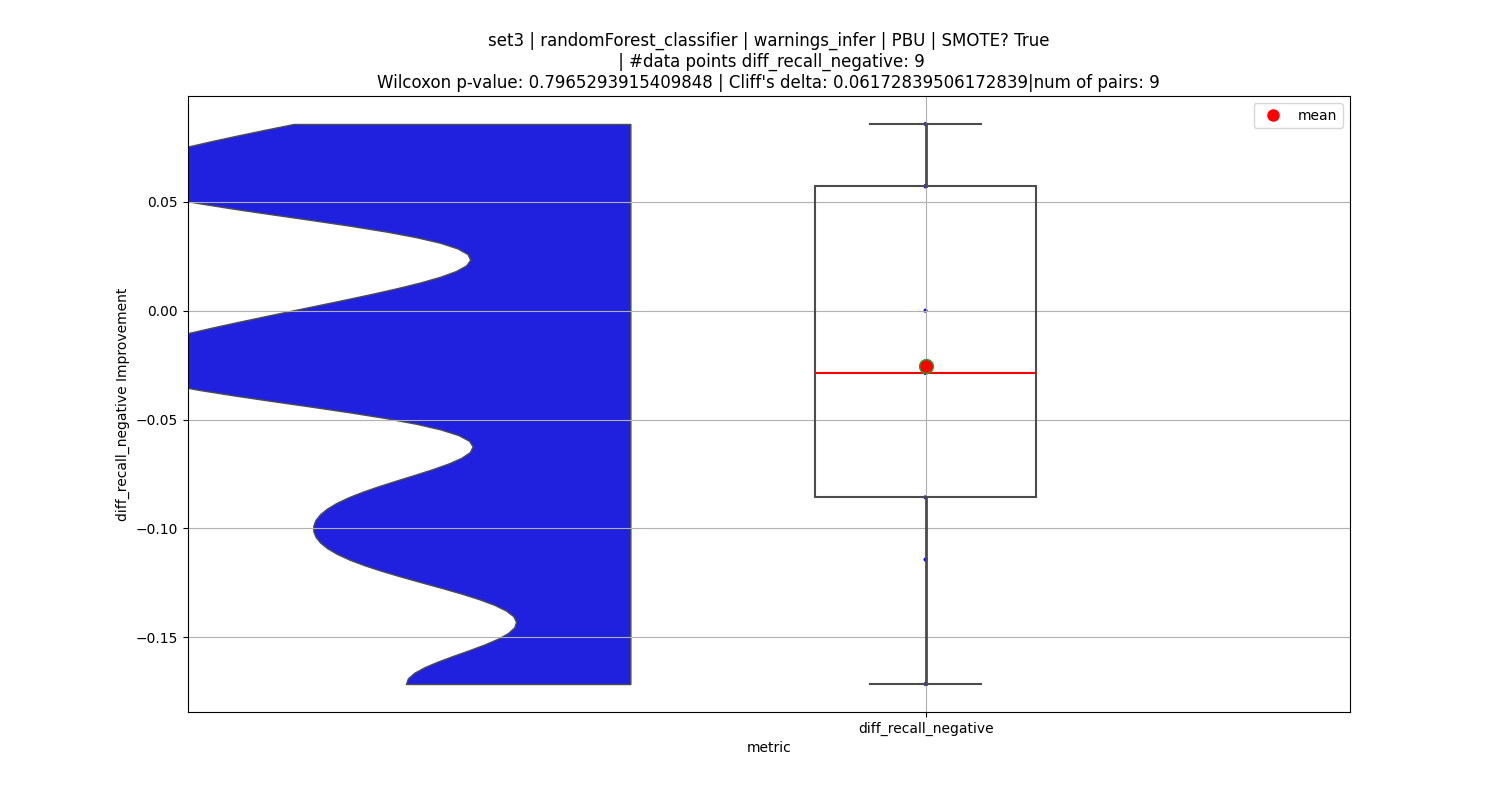 set3 | randomForest_classifier | warnings_infer | PBU | SMOTE? True
| #data points diff_recall_negative: 9
Wilcoxon p-value: 0.7965293915409848 | Cliff's delta: 0.06172839506172839|num of pairs: 9
mean
diff_recall_negative Improvement
0.05
0.00
−0.05
−0.10
−0.15
diff_recall_negative
metric